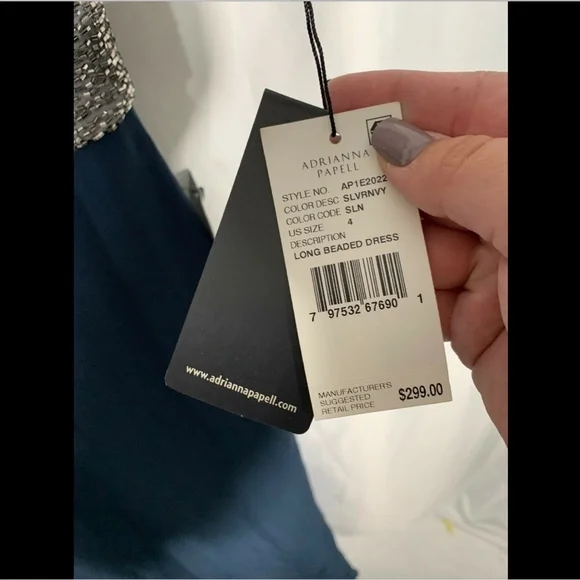 ADRIANNA
PAPELL
STYLE NO. AP1E2022
COLOR DESC SLVRNVY
COLOR CODE SLN
US SIZE 4
DESCRIPTION
LONG BEADED DRESS
7 97532 67690 1
MANUFACTURER'S
SUGGESTED
RETAIL PRICE $299.00
www.adriannapapell.com